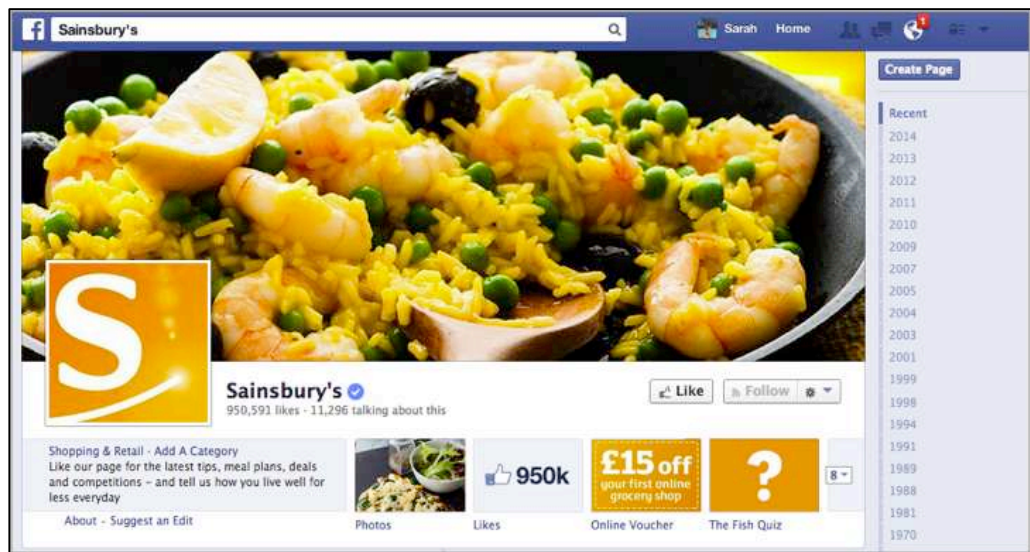 f Sainsbury's Sarah Home 1
Create Page
Recent
2014
2013
2012
2011
2010
2009
2007
2005
2004
2003
2001
1999
1998
1994
1991
1989
1988
1981
1970
S
Sainsbury's
950,591 likes · 11,296 talking about this
Like Follow
Shopping & Retail · Add A Category
Like our page for the latest tips, meal plans, deals
and competitions – and tell us how you live well for
less everyday
About – Suggest an Edit
Photos
950k
Likes
£15 off
your first online
grocery shop
Online Voucher
?
The Fish Quiz
8